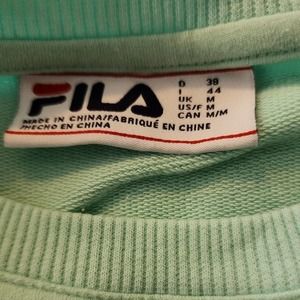 FILA
D 38
I 44
UK M
US/F M
CAN M/M
MADE IN CHINA/FABRIQUÉ EN CHINE
/HECHO EN CHINA